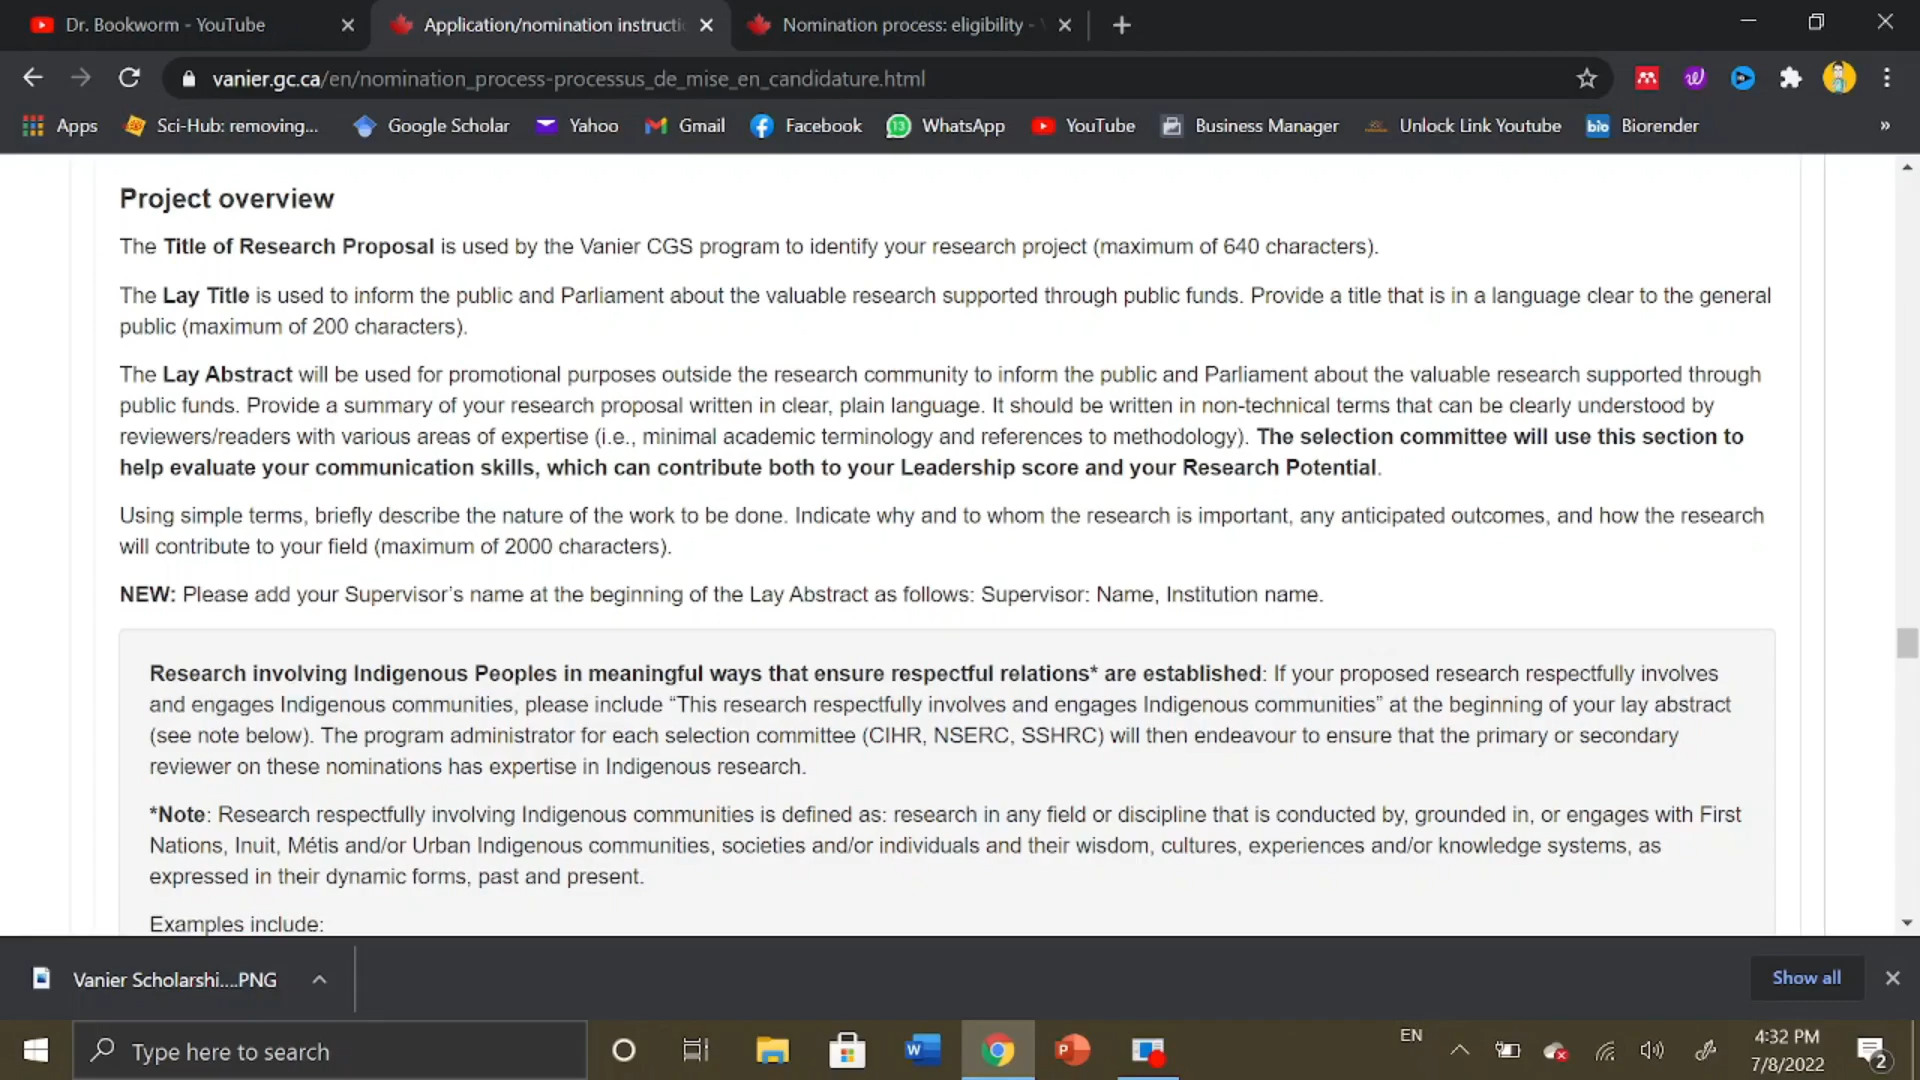 Dr. Bookworm - YouTube
Application/nomination instructi
Nomination process: eligibility -
vanier.gc.ca/en/nomination_process-processus_de_mise_en_candidature.html
Apps
Sci-Hub: removing...
Google Scholar
Yahoo
Gmail
Facebook
13
WhatsApp
YouTube
Business Manager
Unlock Link Youtube
bio
Biorender
»
Project overview
The Title of Research Proposal is used by the Vanier CGS program to identify your research project (maximum of 640 characters).
The Lay Title is used to inform the public and Parliament about the valuable research supported through public funds. Provide a title that is in a language clear to the general
public (maximum of 200 characters).
The Lay Abstract will be used for promotional purposes outside the research community to inform the public and Parliament about the valuable research supported through
public funds. Provide a summary of your research proposal written in clear, plain language. It should be written in non-technical terms that can be clearly understood by
reviewers/readers with various areas of expertise (i.e., minimal academic terminology and references to methodology). The selection committee will use this section to
help evaluate your communication skills, which can contribute both to your Leadership score and your Research Potential.
Using simple terms, briefly describe the nature of the work to be done. Indicate why and to whom the research is important, any anticipated outcomes, and how the research
will contribute to your field (maximum of 2000 characters).
NEW: Please add your Supervisor’s name at the beginning of the Lay Abstract as follows: Supervisor: Name, Institution name.
Research involving Indigenous Peoples in meaningful ways that ensure respectful relations* are established: If your proposed research respectfully involves
and engages Indigenous communities, please include “This research respectfully involves and engages Indigenous communities” at the beginning of your lay abstract
(see note below). The program administrator for each selection committee (CIHR, NSERC, SSHRC) will then endeavour to ensure that the primary or secondary
reviewer on these nominations has expertise in Indigenous research.
*Note: Research respectfully involving Indigenous communities is defined as: research in any field or discipline that is conducted by, grounded in, or engages with First
Nations, Inuit, Métis and/or Urban Indigenous communities, societies and/or individuals and their wisdom, cultures, experiences and/or knowledge systems, as
expressed in their dynamic forms, past and present.
Examples include:
Vanier Scholarshi....PNG
Show all
Type here to search
EN
4:32 PM
7/8/2022
2